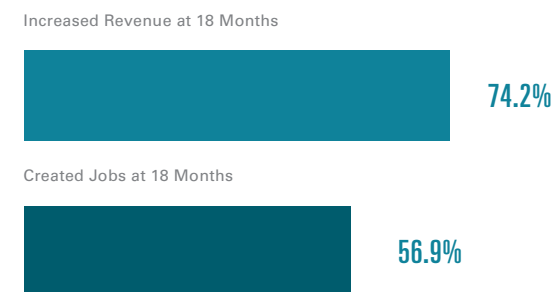 Increased Revenue at 18 Months
74.2%
Created Jobs at 18 Months
56.9%